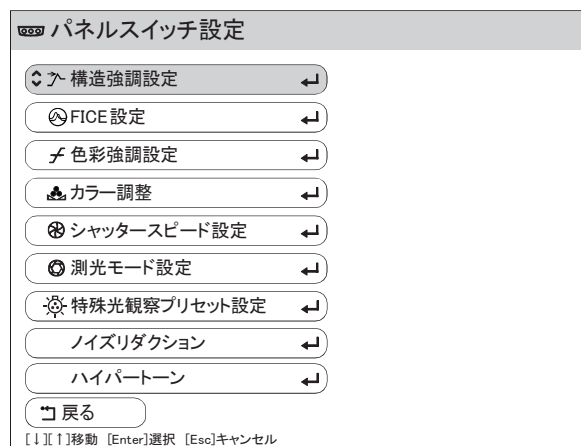 パネルスイッチ設定
構造強調設定
FICE設定
色彩強調設定
カラー調整
シャッタースピード設定
測光モード設定
特殊光観察プリセット設定
ノイズリダクション
ハイパートーン
戻る
[↓][↑]移動 [Enter]選択 [Esc]キャンセル